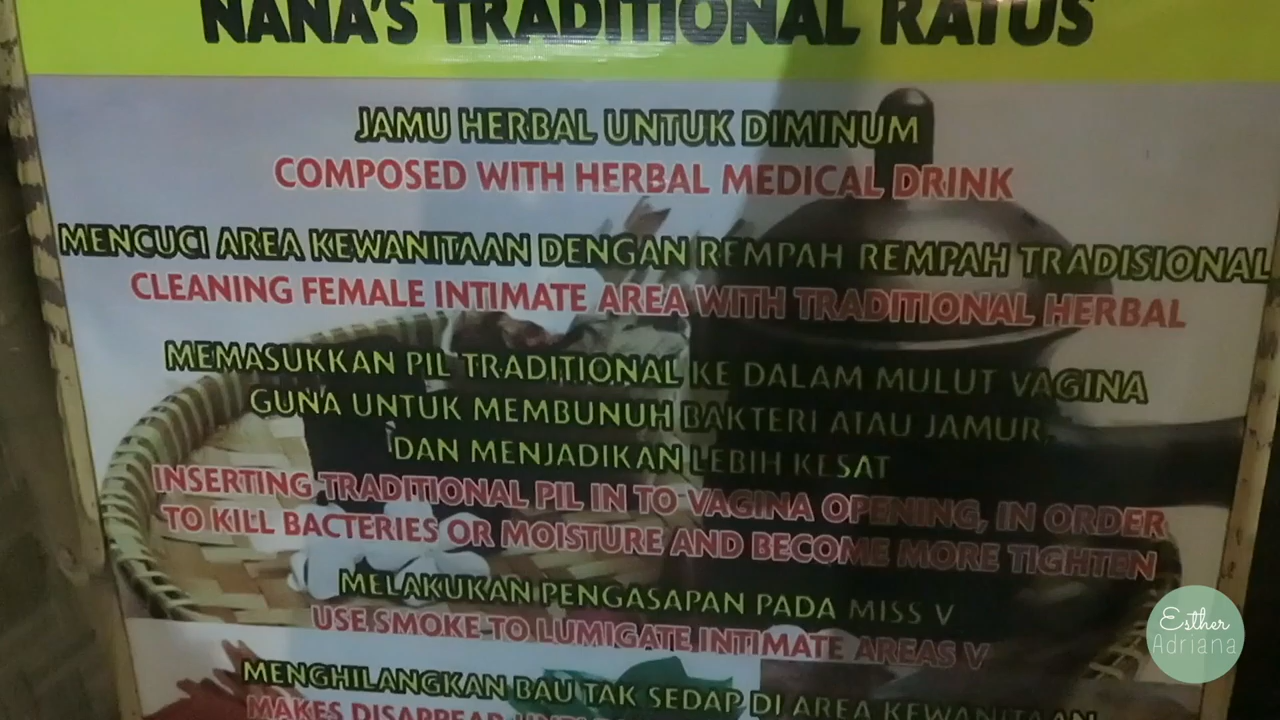 NANA'S TRADITIONAL RATUS
JAMU HERBAL UNTUK DIMINUM
COMPOSED WITH HERBAL MEDICAL DRINK
MENCUCI AREA KEWANITAAN DENGAN REMPAH REMPAH TRADISIONAL
CLEANING FEMALE INTIMATE AREA WITH TRADITIONAL HERBAL
MEMASUKKAN PIL TRADITIONAL KE DALAM MULUT VAGINA
GUNA UNTUK MEMBUNUH BAKTERI ATAU JAMUR,
DAN MENJADIKAN LEBIH KESAT
INSERTING TRADITIONAL PIL IN TO VAGINA OPENING, IN ORDER
TO KILL BACTERIES OR MOISTURE AND BECOME MORE TIGHTEN
MELAKUKAN PENGASAPAN PADA MISS V
USE SMOKE TO LUMIGATE INTIMATE AREAS V
MENGHILANGKAN BAU TAK SEDAP DI AREA KEWANITAAN
MAKES DISAPPEAR
Esther
Adriana